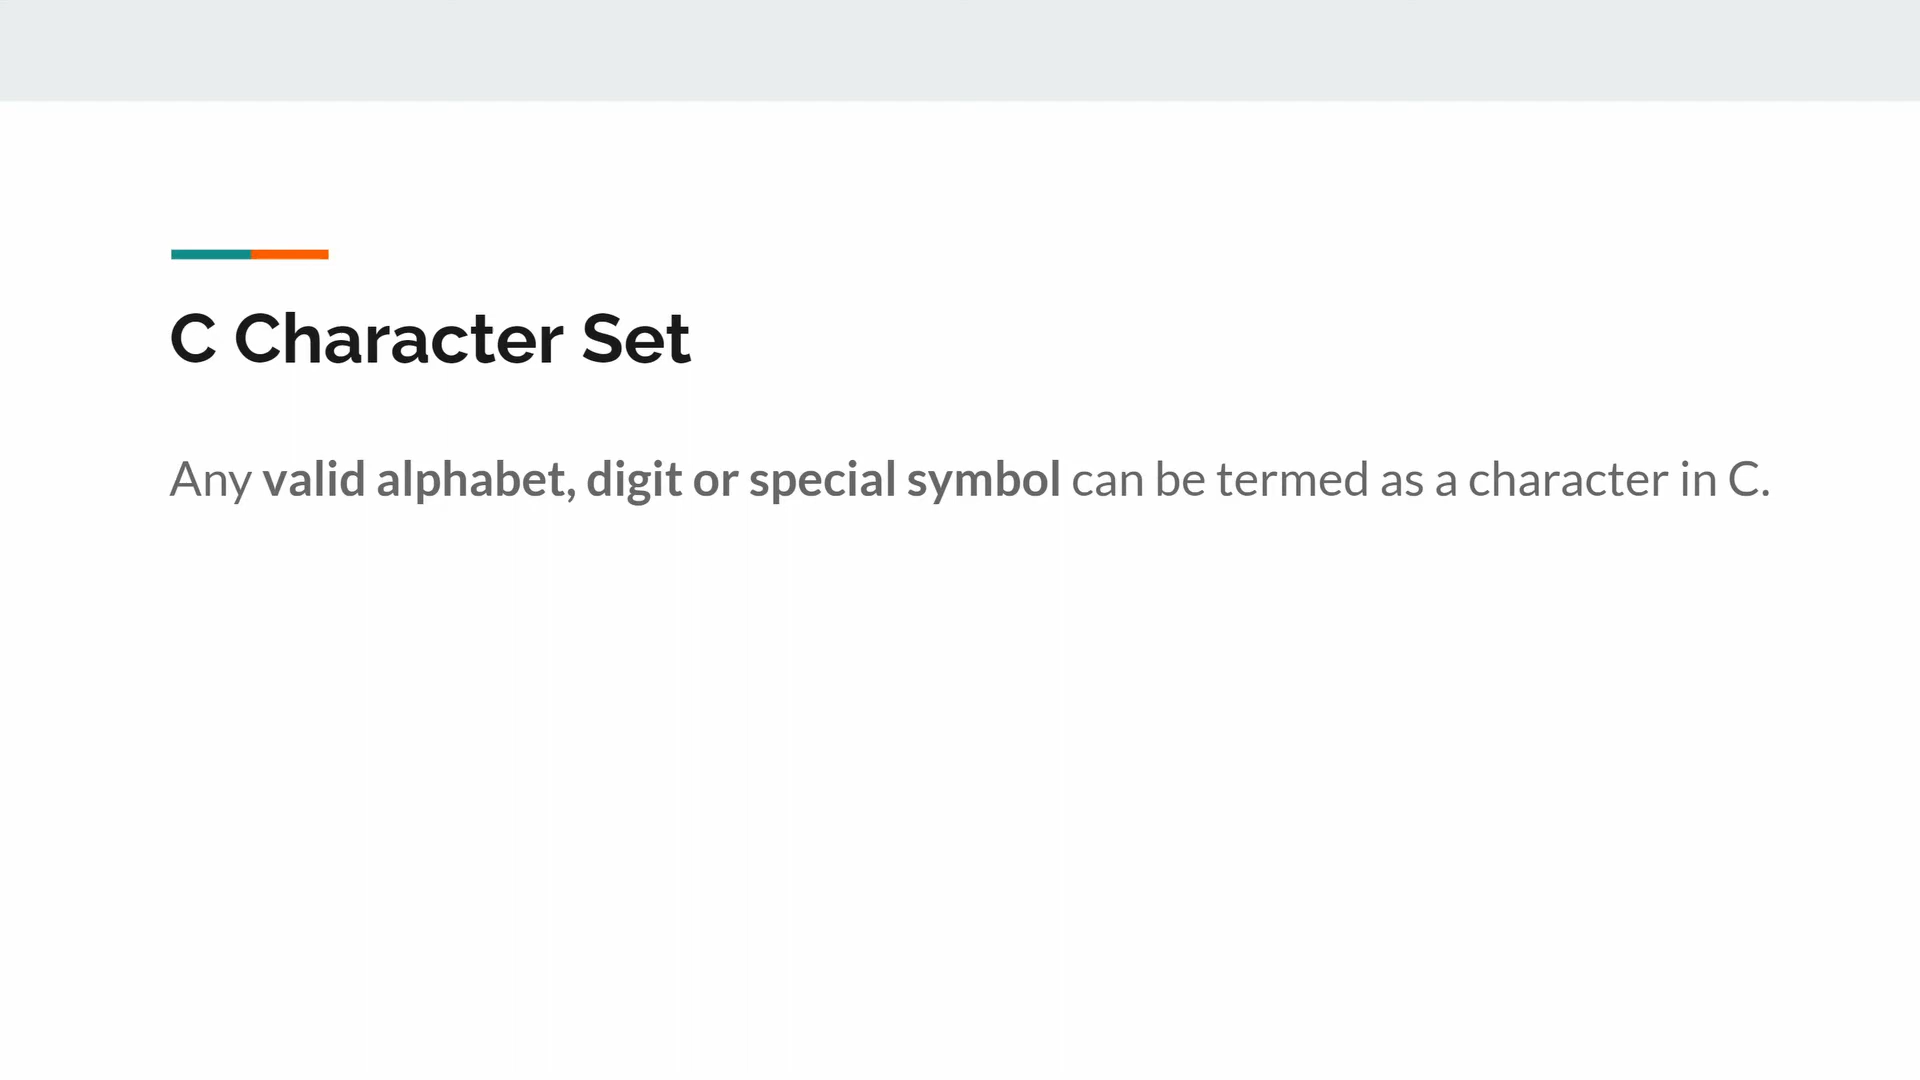 C Character Set
Any valid alphabet, digit or special symbol can be termed as a character in C.